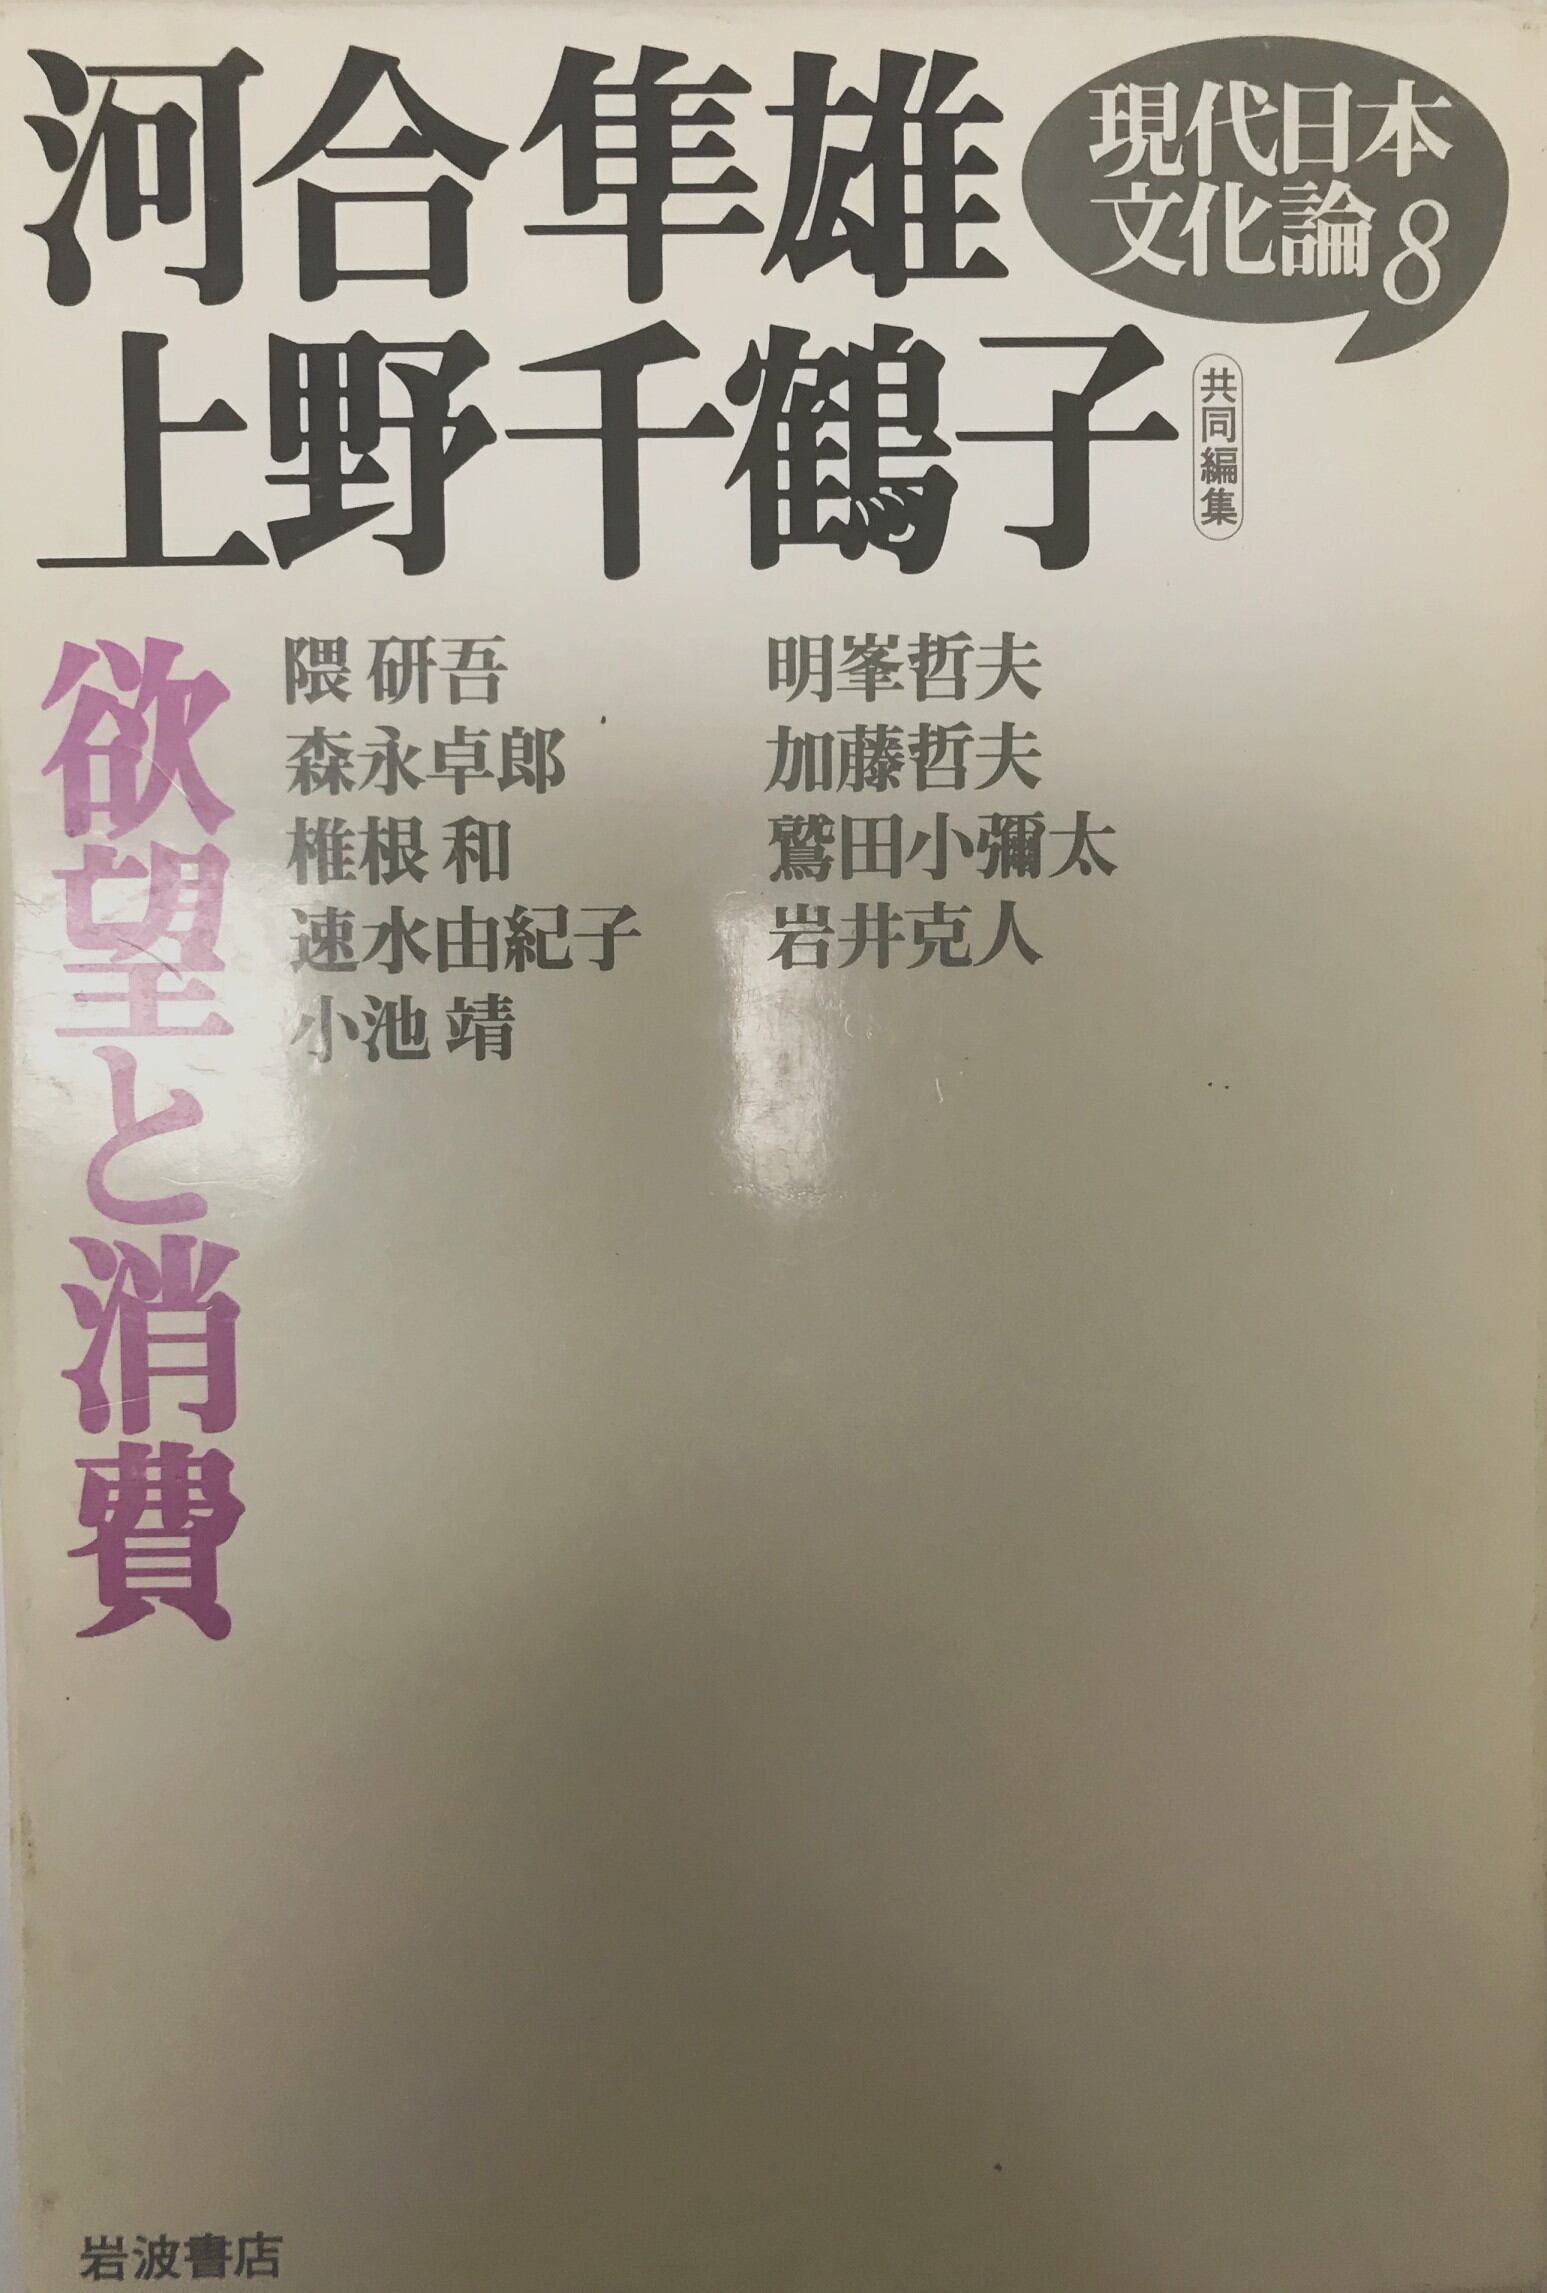 河合隼雄
上野千鶴子
共同編集
現代日本
文化論8
欲望と消費
隈 研吾
森永卓郎
椎根 和
速水由紀子
小池 靖
明峯哲夫
加藤哲夫
鷲田小彌太
岩井克人
岩波書店